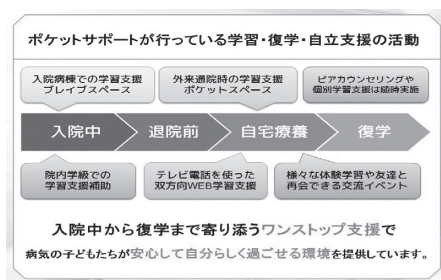 ポケットサポートが行っている学習・復学・自立支援の活動
入院病棟での学習支援
ブレイブスペース
外来通院時の学習支援
ポケットスペース
ピアカウンセリングや
個別学習支援は随時実施
入院中
退院前
自宅療養
復学
院内学級での
学習支援補助
テレビ電話を使った
双方向WEB学習支援
様々な体験学習や友達と
再会できる交流イベント
入院中から復学まで寄り添うワンストップ支援で
病気の子どもたちが安心して自分らしく過ごせる環境を提供しています。